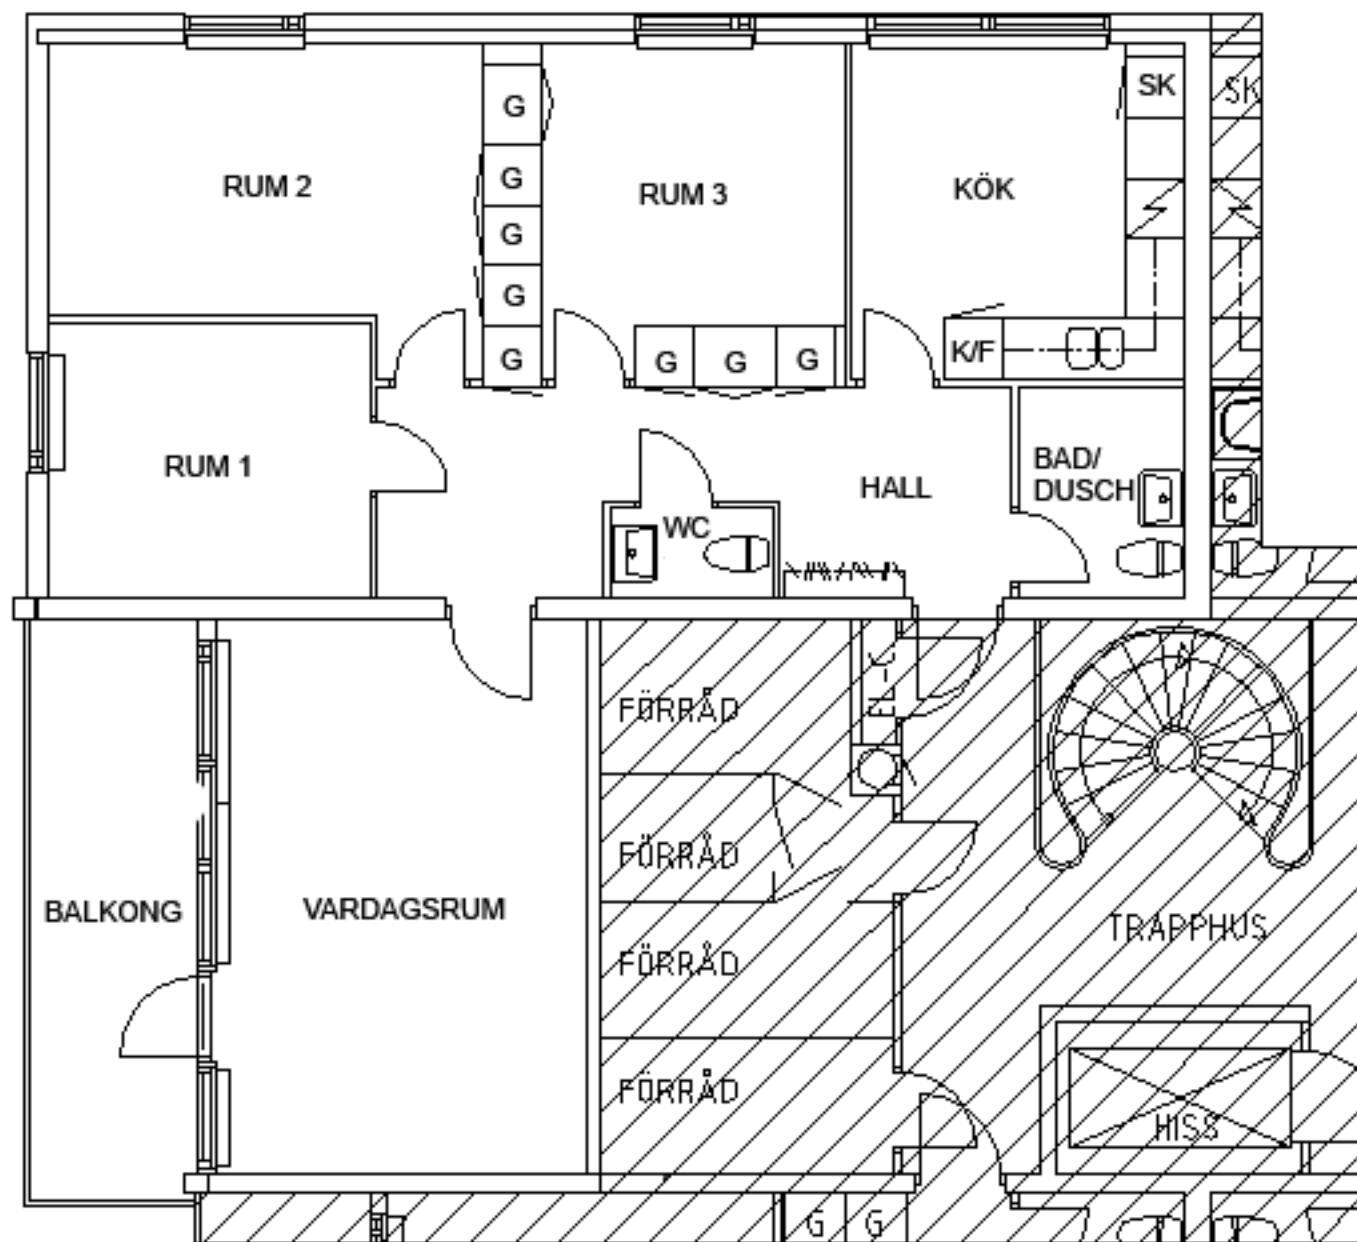 SK
SK
G
RUM 2
G
RUM 3
KÖK
G
G
G
G
G
G
K/F
RUM 1
HALL
BAD/
DUSCH
WC
FÖRRÅD
FÖRRÅD
BALKONG
VARDAGSRUM
TRAPPHUS
FÖRRÅD
FÖRRÅD
HISS
G
G